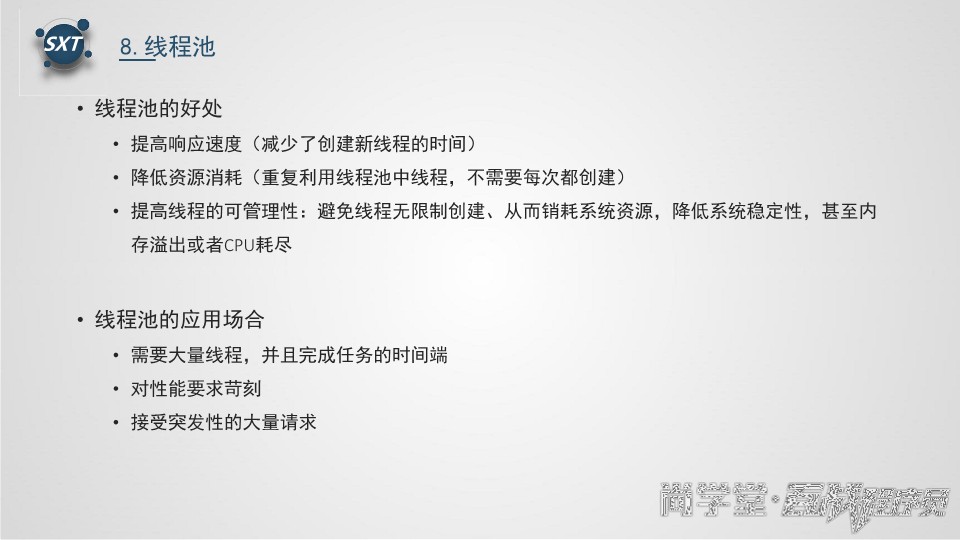 SXT
8. 线程池
• 线程池的好处
• 提高响应速度（减少了创建新线程的时间）
• 降低资源消耗（重复利用线程池中线程，不需要每次都创建）
• 提高线程的可管理性：避免线程无限制创建、从而销耗系统资源，降低系统稳定性，甚至内
存溢出或者CPU耗尽
• 线程池的应用场合
• 需要大量线程，并且完成任务的时间端
• 对性能要求苛刻
• 接受突发性的大量请求
尚学堂·百战程序员